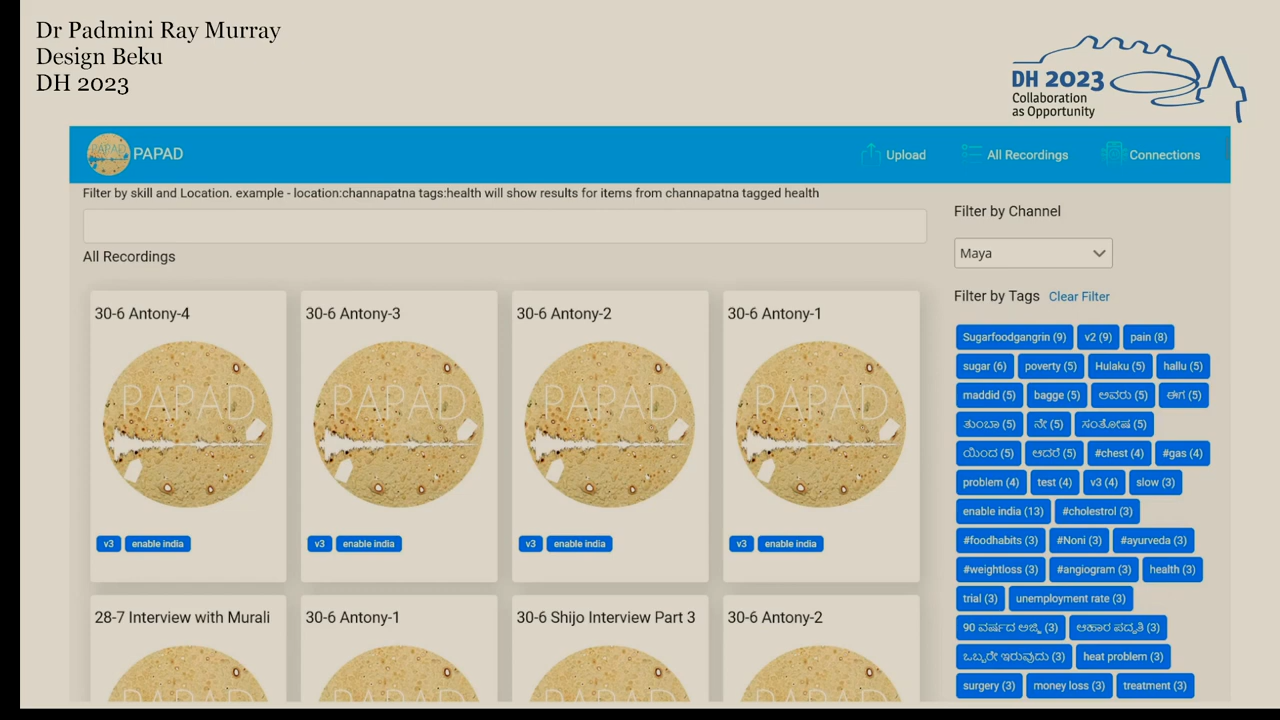 Dr Padmini Ray Murray
Design Beku
DH 2023
DH 2023
Collaboration
as Opportunity
PAPAD
PAPAD
Upload
All Recordings
Connections
Filter by skill and Location. example - location:channapatna tags:health will show results for items from channapatna tagged health
All Recordings
30-6 Antony-4
30-6 Antony-3
30-6 Antony-2
30-6 Antony-1
PAPAD
PAPAD
PAPAD
PAPAD
v3 enable india
v3 enable india
v3 enable india
v3 enable india
28-7 Interview with Murali
30-6 Antony-1
30-6 Shijo Interview Part 3
30-6 Antony-2
PAPAD
PAPAD
PAPAD
PAPAD
Filter by Channel
Maya
Filter by Tags Clear Filter
Sugarfoodgangrin (9) v2 (9) pain (8)
sugar (6) poverty (5) Hulaku (5) hallu (5)
maddid (5) bagge (5) ಅವರು (5) ಈಗ (5)
ತುಂಬಾ (5) ನೇ (5) ಸಂತೋಷ (5)
ಯಿಂದ (5) ಆದರೆ (5) #chest (4) #gas (4)
problem (4) test (4) v3 (4) slow (3)
enable india (13) #cholestrol (3)
#foodhabits (3) #Noni (3) #ayurveda (3)
#weightloss (3) #angiogram (3) health (3)
trial (3) unemployment rate (3)
90 ವರ್ಷದ ಅಜ್ಜಿ (3) ಆಹಾರ ಪದ್ಧತಿ (3)
ಒಬ್ಬರೇ ಇರುವುದು (3) heat problem (3)
surgery (3) money loss (3) treatment (3)